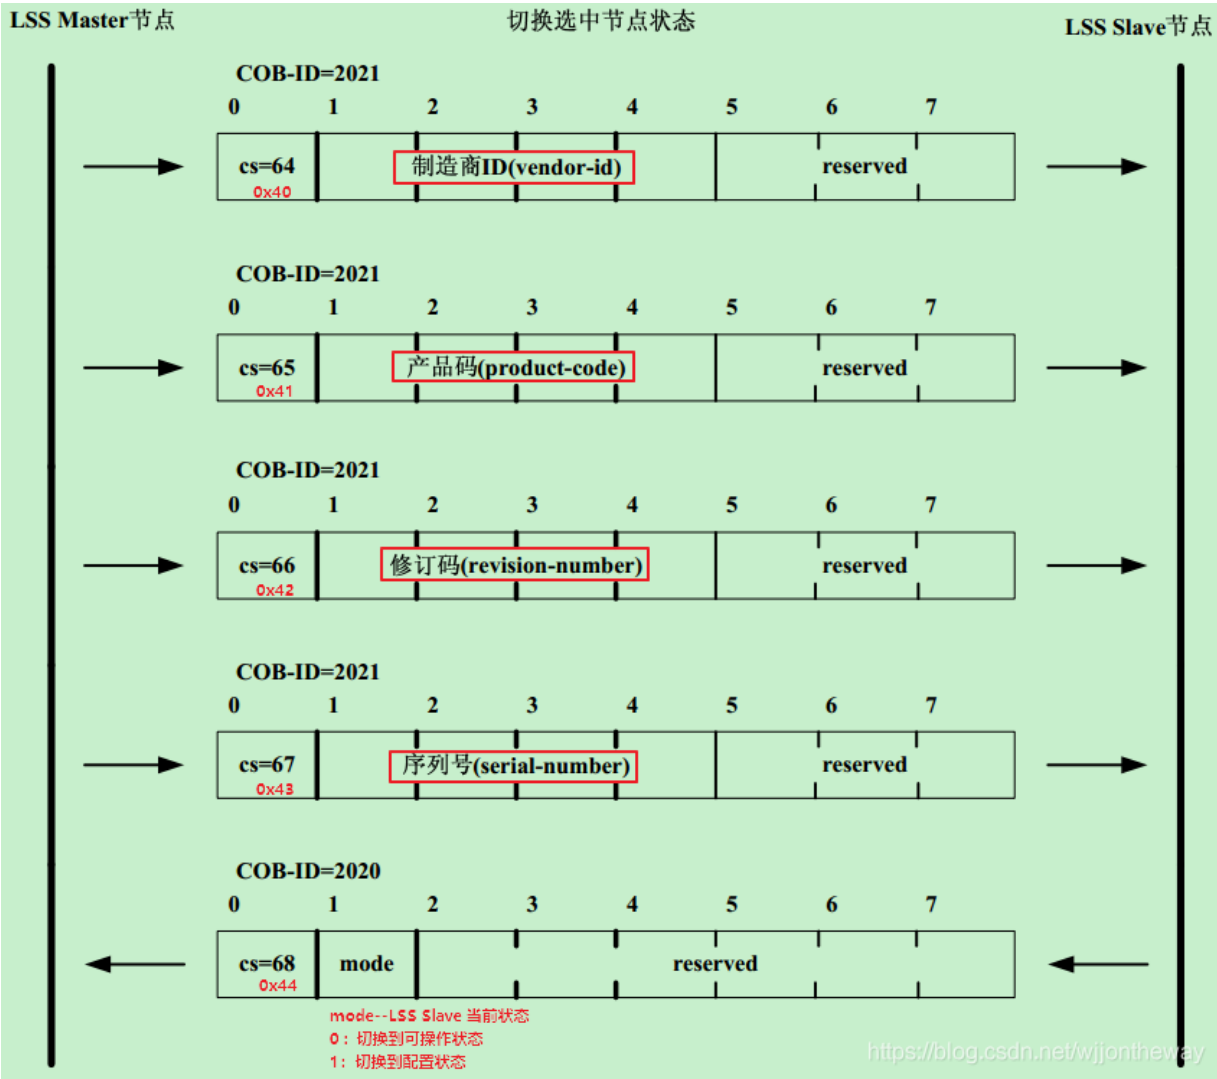 LSS Master节点
切换选中节点状态
LSS Slave节点
COB-ID=2021
0 1 2 3 4 5 6 7
cs=64 制造商ID(vendor-id) reserved
0x40
COB-ID=2021
0 1 2 3 4 5 6 7
cs=65 产品码(product-code) reserved
0x41
COB-ID=2021
0 1 2 3 4 5 6 7
cs=66 修订码(revision-number) reserved
0x42
COB-ID=2021
0 1 2 3 4 5 6 7
cs=67 序列号(serial-number) reserved
0x43
COB-ID=2020
0 1 2 3 4 5 6 7
cs=68 mode reserved
0x44
mode--LSS Slave 当前状态
0：切换到可操作状态
1：切换到配置状态
https://blog.csdn.net/wjjontheway